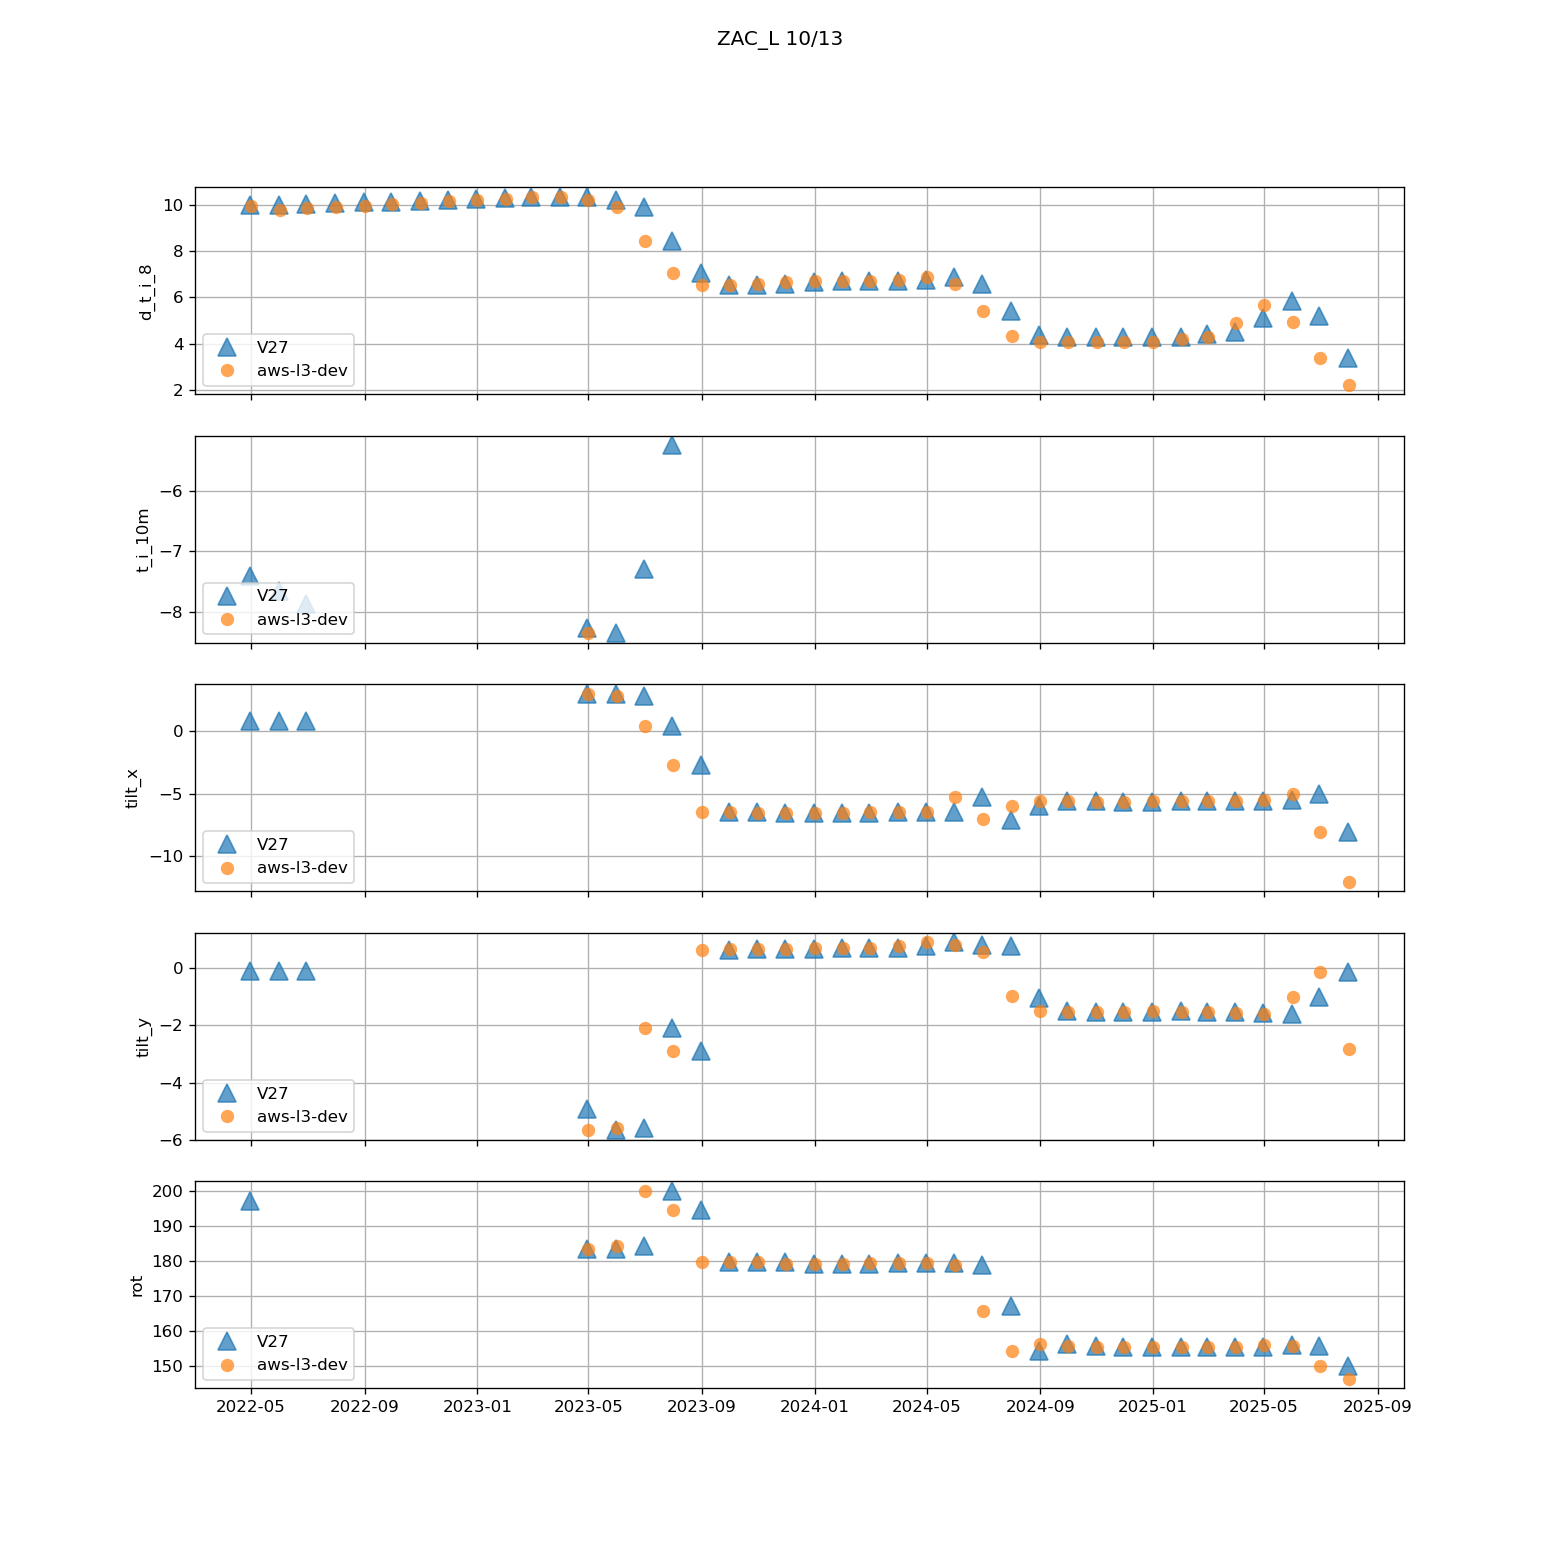 ZAC_L 10/13
10
8
6
4
2
d_t_i_8
V27
aws-l3-dev
−6
−7
−8
t_i_10m
V27
aws-l3-dev
0
−5
−10
tilt_x
V27
aws-l3-dev
0
−2
−4
−6
tilt_y
V27
aws-l3-dev
200
190
180
170
160
150
rot
V27
aws-l3-dev
2022-05 2022-09 2023-01 2023-05 2023-09 2024-01 2024-05 2024-09 2025-01 2025-05 2025-09